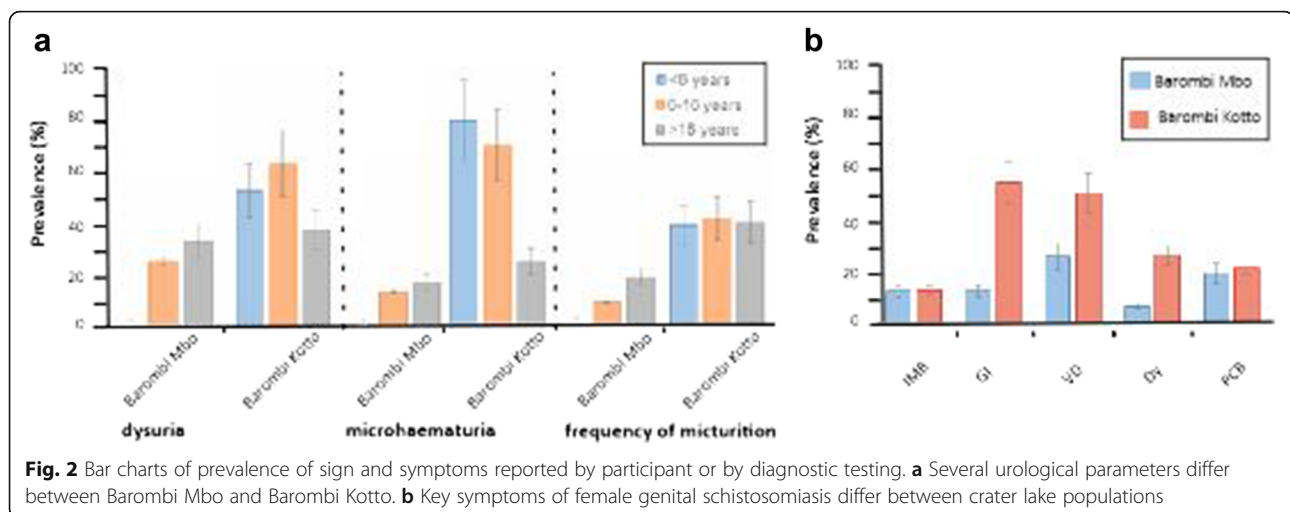 a
b
100
80
60
40
20
0
Prevalence (%)
<6 years
6-16 years
>16 years
Barombi Mbo
Barombi Kotto
Barombi Mbo
Barombi Kotto
Barombi Mbo
Barombi Kotto
dysuria
microhaematuria
frequency of micturition
100
80
60
40
20
0
Prevalence (%)
Barombi Mbo
Barombi Kotto
IMB
GI
VD
Dy
PCB
Fig. 2 Bar charts of prevalence of sign and symptoms reported by participant or by diagnostic testing. a Several urological parameters differ
between Barombi Mbo and Barombi Kotto. b Key symptoms of female genital schistosomiasis differ between crater lake populations